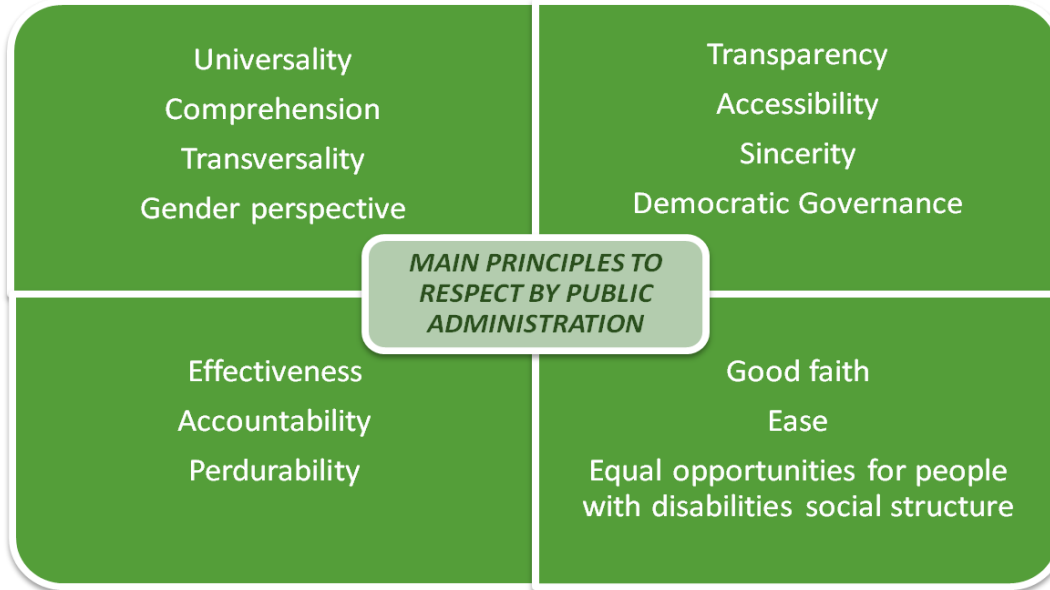 Universality
Comprehension
Transversality
Gender perspective
Transparency
Accessibility
Sincerity
Democratic Governance
MAIN PRINCIPLES TO
RESPECT BY PUBLIC
ADMINISTRATION
Effectiveness
Accountability
Perdurability
Good faith
Ease
Equal opportunities for people
with disabilities social structure